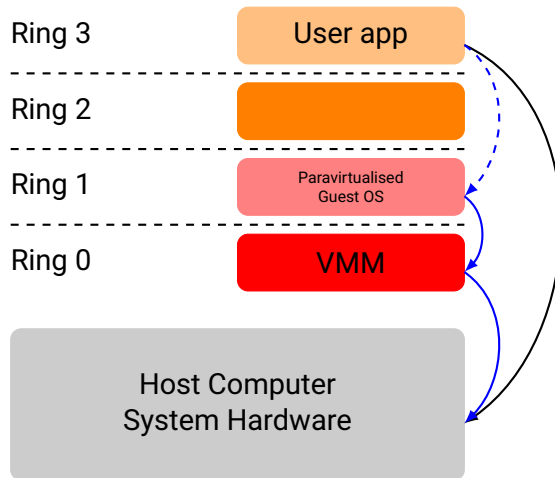 Ring 3
User app
Ring 2
Ring 1
Paravirtualised
Guest OS
Ring 0
VMM
Host Computer
System Hardware